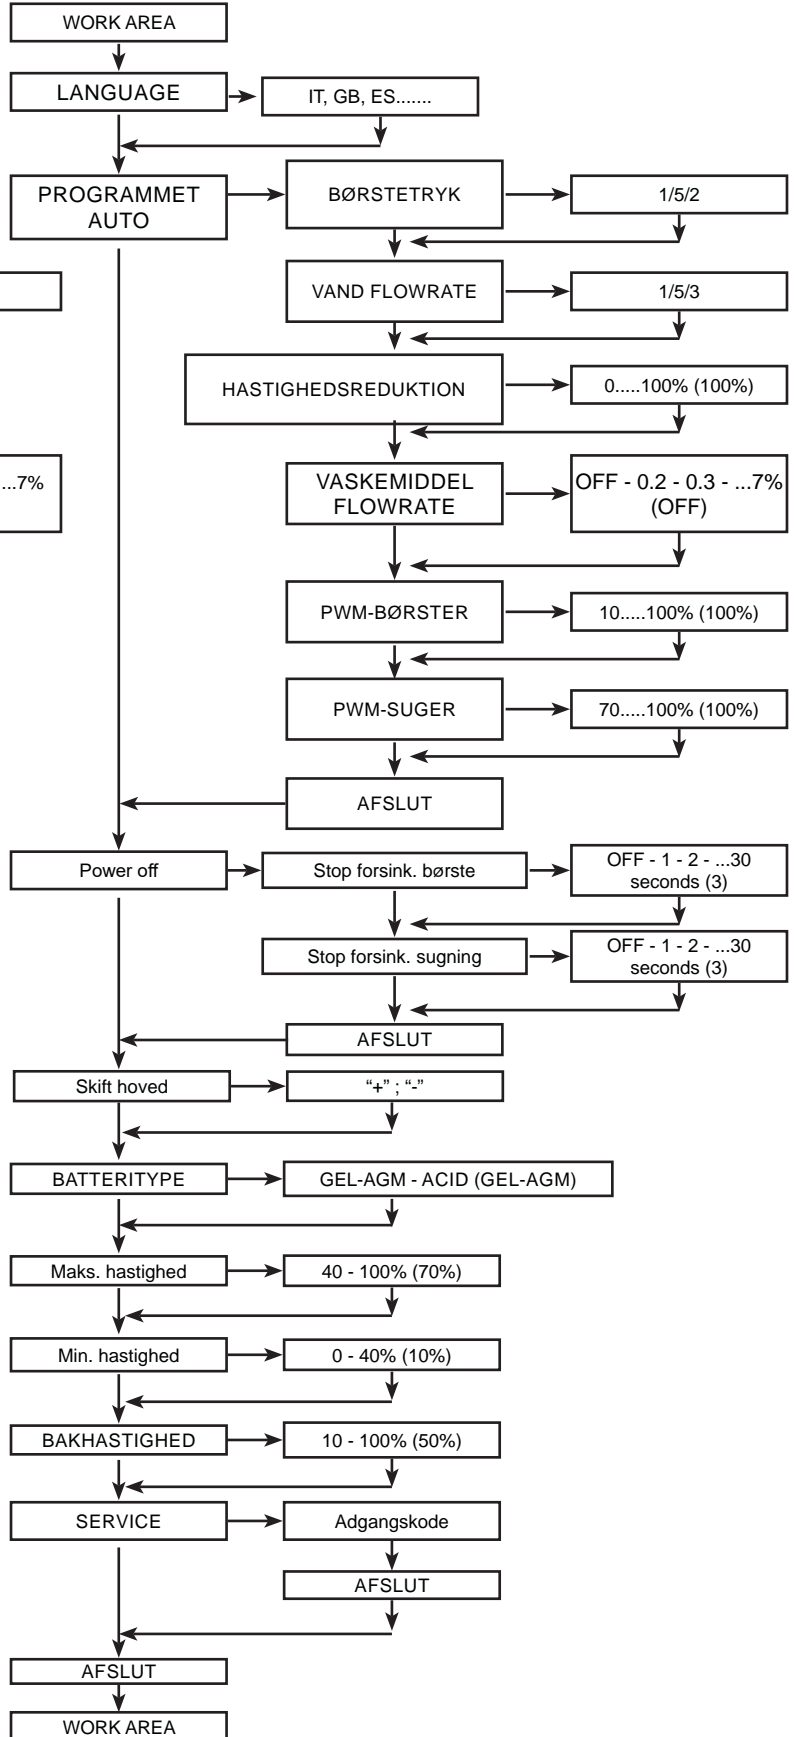 WORK AREA
LANGUAGE
IT, GB, ES.......
PROGRAMMET
AUTO
BØRSTETRYK
1/5/2
VAND FLOWRATE
1/5/3
HASTIGHEDSREDUKTION
0.....100% (100%)
...7%
VASKEMIDDEL
FLOWRATE
OFF - 0.2 - 0.3 - ...7%
(OFF)
PWM-BØRSTER
10....100% (100%)
PWM-SUGER
70.....100% (100%)
AFSLUT
Power off
Stop forsink. børste
OFF - 1 - 2 - ...30
seconds (3)
Stop forsink. sugning
OFF - 1 - 2 - ...30
seconds (3)
AFSLUT
Skift hoved
“+” ; “-”
BATTERITYPE
GEL-AGM - ACID (GEL-AGM)
Maks. hastighed
40 - 100% (70%)
Min. hastighed
0 - 40% (10%)
BAKHASTIGHED
10 - 100% (50%)
SERVICE
Adgangskode
AFSLUT
AFSLUT
WORK AREA